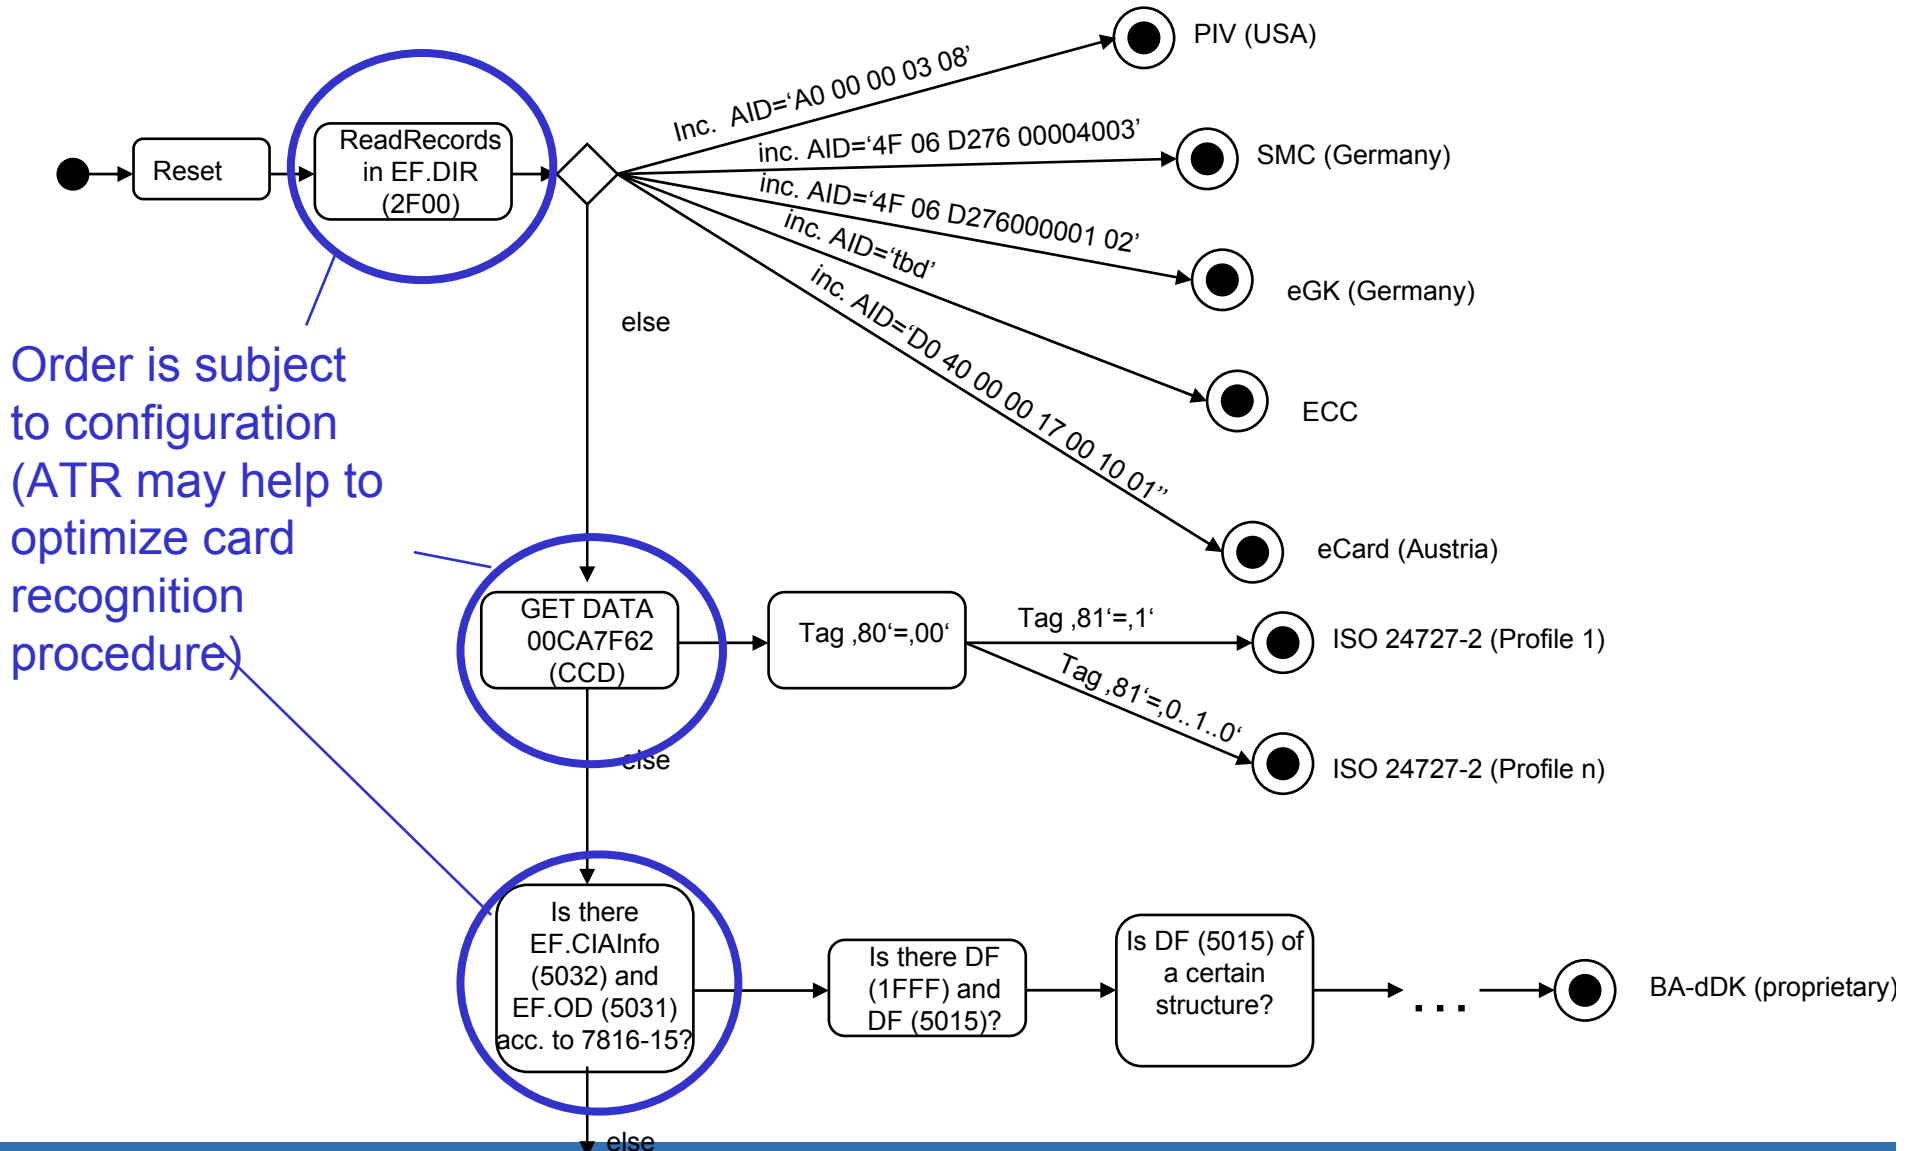 PIV (USA)
Inc.  AID=‘A0 00 00 03 08’
inc. AID=‘4F 06 D276 00004003’
SMC (Germany)
Reset
ReadRecords
in EF.DIR
(2F00)
inc. AID=‘4F 06 D276000001 02’
eGK (Germany)
inc. AID=‘tbd’
ECC
inc. AID=‘D0 40 00 00 17 00 10 01”
eCard (Austria)
else
Order is subject
to configuration
(ATR may help to
optimize card
recognition
procedure)
GET DATA
00CA7F62
(CCD)
Tag ‚80‘=‚00‘
Tag ‚81‘=‚1‘
ISO 24727-2 (Profile 1)
Tag ‚81‘=‚0..1..0‘
ISO 24727-2 (Profile n)
else
Is there
EF.CIAInfo
(5032) and
EF.OD (5031)
acc. to 7816-15?
Is there DF
(1FFF) and
DF (5015)?
Is DF (5015) of
a certain
structure?
. . .
BA-dDK (proprietary)
else